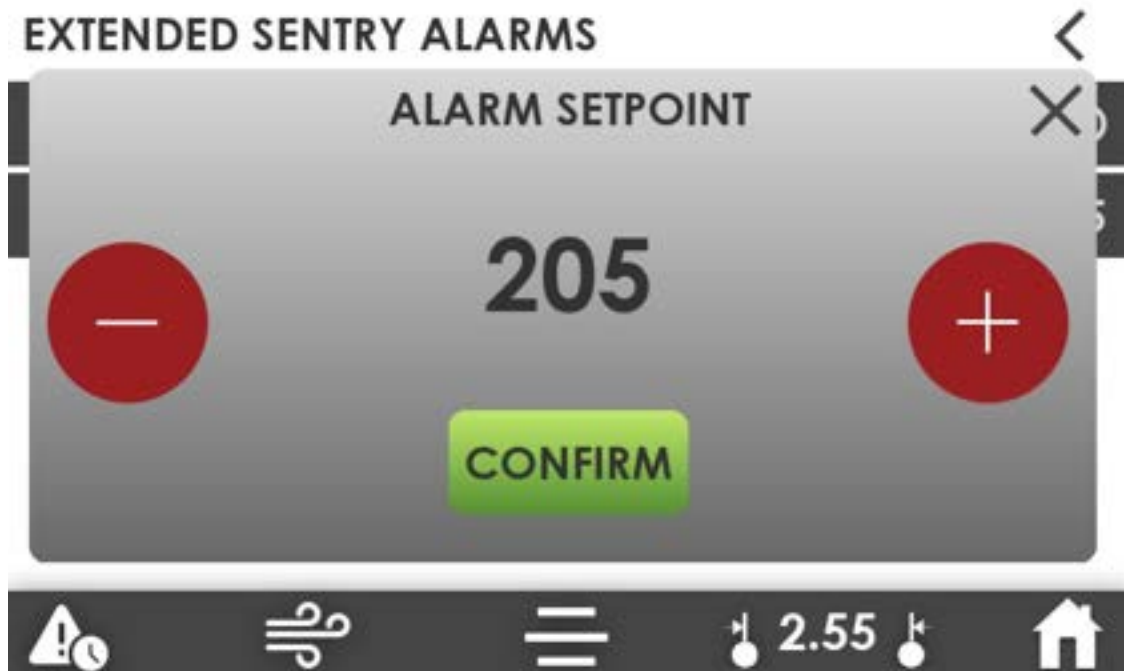 EXTENDED SENTRY ALARMS
ALARM SETPOINT
205
CONFIRM
2.55